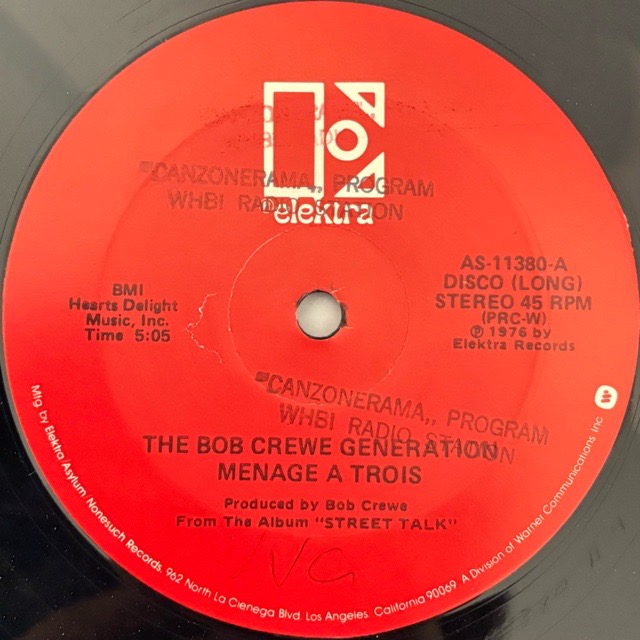 elektra
"CANZONERAMA,, PROGRAM
WHBI RADIO STATION
BMI
Hearts Delight
Music, Inc.
Time 5:05
AS-11380-A
DISCO (LONG)
STEREO 45 RPM
(PRC-W)
℗ 1976 by
Elektra Records
"CANZONERAMA,, PROGRAM
WHBI RADIO STATION
THE BOB CREWE GENERATION
MENAGE A TROIS
Produced by Bob Crewe
From The Album "STREET TALK"
VG
Mfg. by Elektra/Asylum/Nonesuch Records. 962 North La Cienega Blvd. Los Angeles. California 90069 A Division of Warner Communications Inc